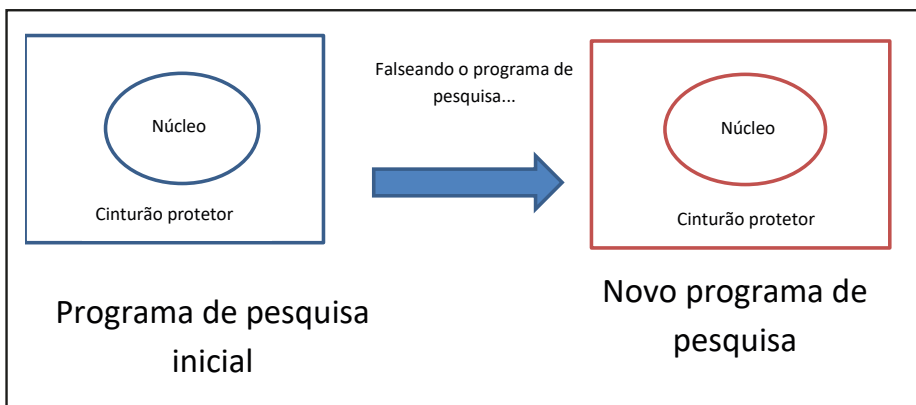 Núcleo
Cinturão protetor
Programa de pesquisa
inicial
Falseando o programa de
pesquisa...
Núcleo
Cinturão protetor
Novo programa de
pesquisa